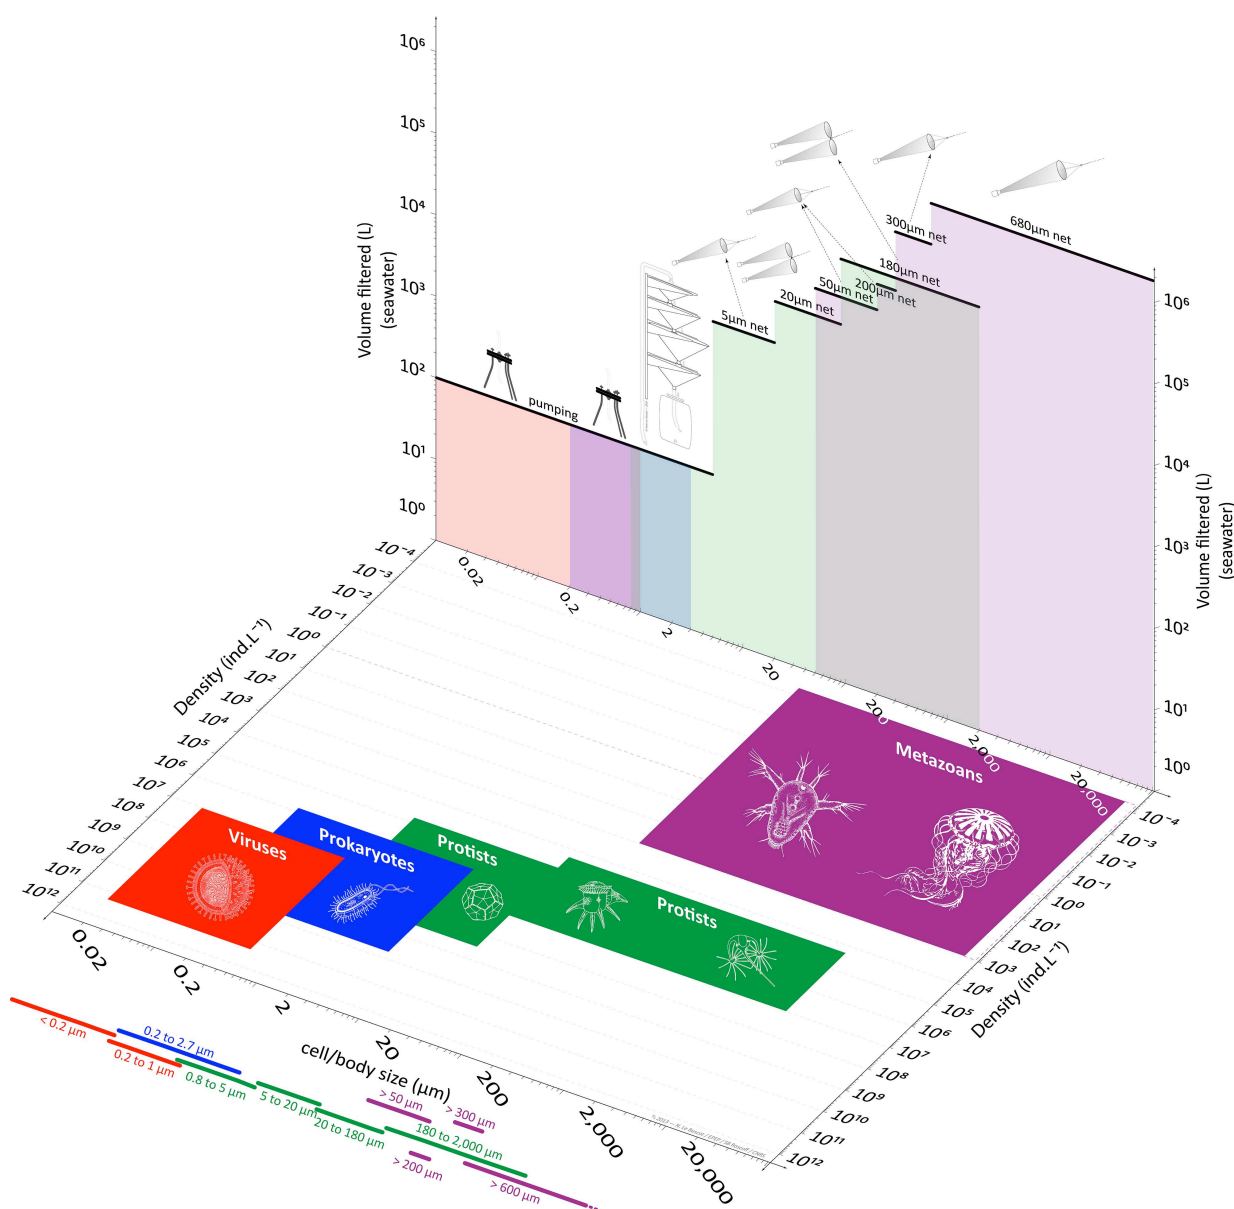 10⁶
10⁵
10⁴
10³
10²
10¹
10⁰
Volume filtered (L)
(seawater)
pumping
5µm net
20µm net
50µm net
200µm net
180µm net
300µm net
680µm net
10⁶
10⁵
10⁴
10³
10²
10¹
10⁰
Volume filtered (L)
(seawater)
0.02
0.2
2
20
200
2,000
20,000
10⁻⁴
10⁻³
10⁻²
10⁻¹
10⁰
10¹
10²
10³
10⁴
10⁵
10⁶
10⁷
10⁸
10⁹
10¹⁰
10¹¹
10¹²
Density (ind.L⁻¹)
Viruses
Prokaryotes
Protists
Protists
Metazoans
10⁻⁴
10⁻³
10⁻²
10⁻¹
10⁰
10¹
10²
10³
10⁴
10⁵
10⁶
10⁷
10⁸
10⁹
10¹⁰
10¹¹
10¹²
Density (ind.L⁻¹)
0.02
0.2
2
20
200
2,000
20,000
cell/body size (µm)
< 0.2 µm
0.2 to 2.7 µm
0.2 to 1 µm
0.8 to 5 µm
5 to 20 µm
20 to 180 µm
> 50 µm
> 300 µm
180 to 2,000 µm
> 200 µm
> 600 µm